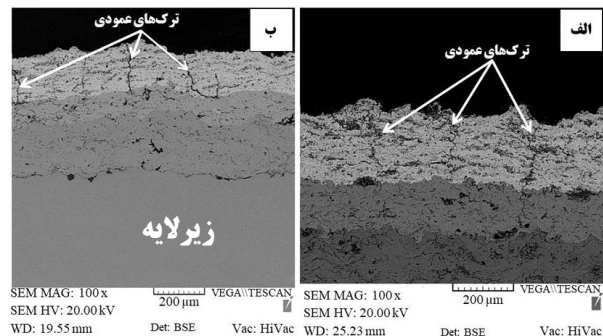 ب
ترک‌های عمودی
زیرلایه
SEM MAG: 100 x
SEM HV: 20.00 kV
WD: 19.55 mm
200 µm
Det: BSE
VEGA\\TESCAN
Vac: HiVac
الف
ترک‌های عمودی
SEM MAG: 100 x
SEM HV: 20.00 kV
WD: 25.23 mm
200 µm
Det: BSE
VEGA\\TESCAN
Vac: HiVac